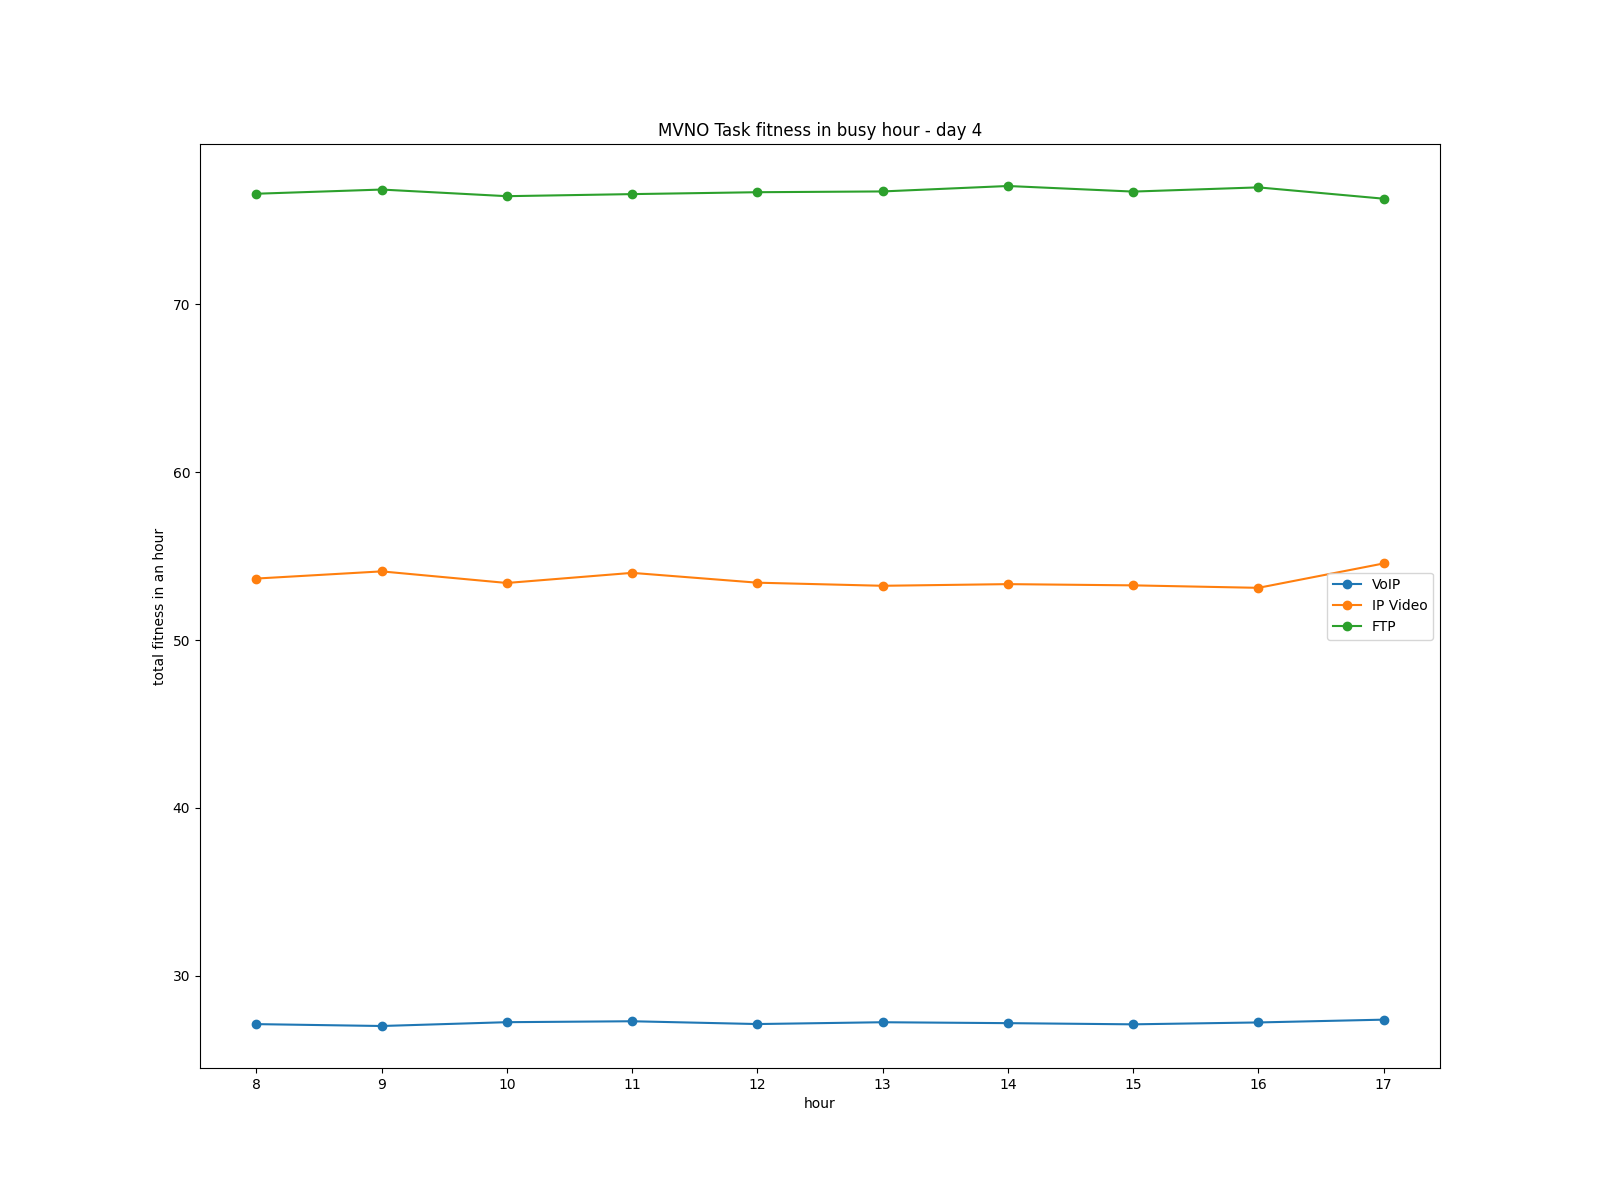 MVNO Task fitness in busy hour - day 4
total fitness in an hour
70
60
50
40
30
VoIP
IP Video
FTP
8 9 10 11 12 13 14 15 16 17
hour